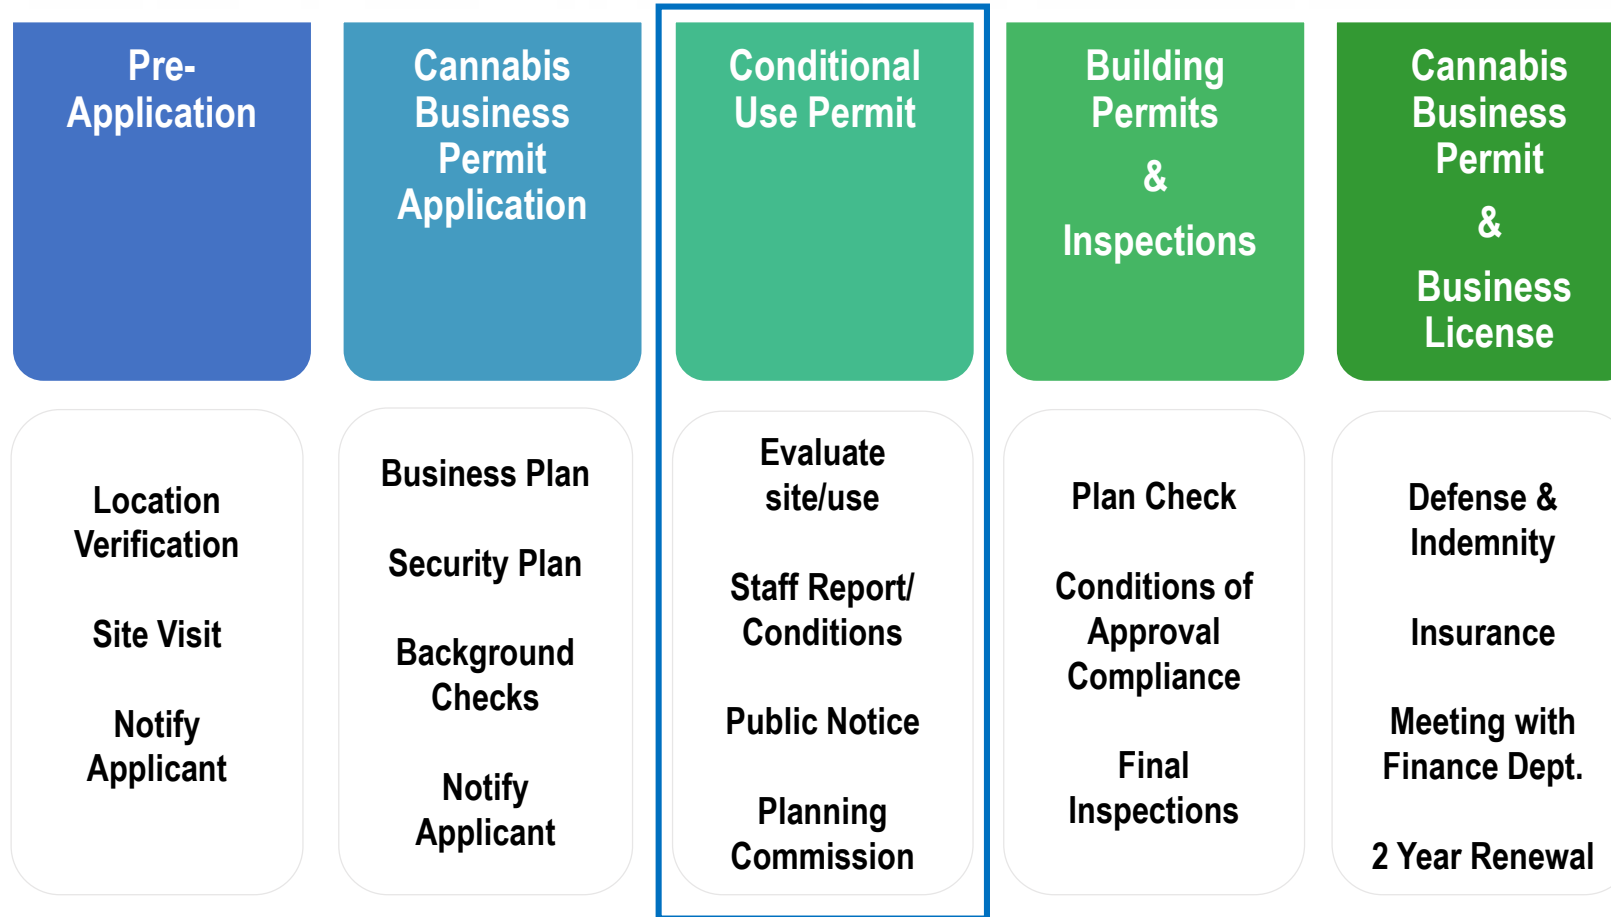 Pre-
Application
Cannabis
Business
Permit
Application
Conditional
Use Permit
Building
Permits
&
Inspections
Cannabis
Business
Permit
&
Business
License
Location
Verification
Site Visit
Notify
Applicant
Business Plan
Security Plan
Background
Checks
Notify
Applicant
Evaluate
site/use
Staff Report/
Conditions
Public Notice
Planning
Commission
Plan Check
Conditions of
Approval
Compliance
Final
Inspections
Defense &
Indemnity
Insurance
Meeting with
Finance Dept.
2 Year Renewal